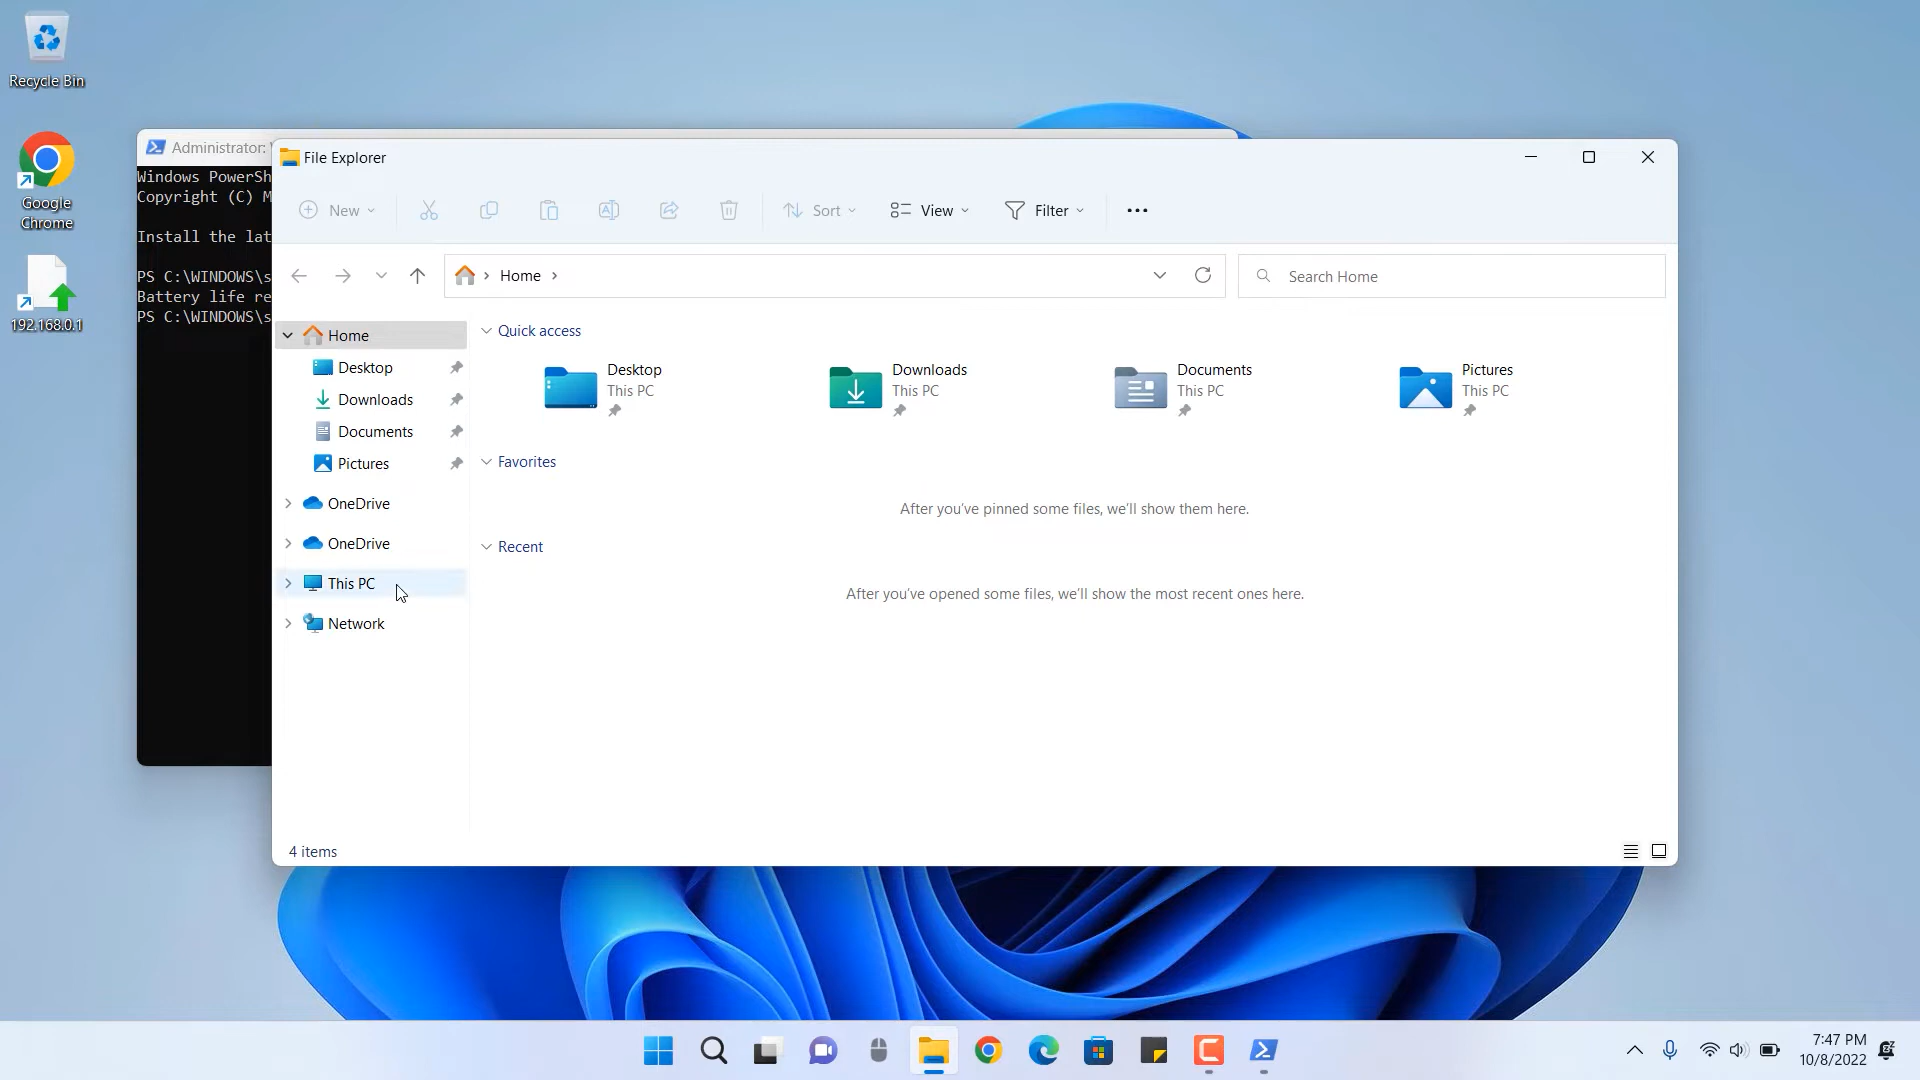 Recycle Bin
Google
Chrome
192.168.0.1
Administrator:
Windows PowerSh
Copyright (C) M
Install the lat
PS C:\WINDOWS\s
Battery life re
PS C:\WINDOWS\s
File Explorer
New
Sort
View
Filter
Home
Search Home
Home
Desktop
Downloads
Documents
Pictures
OneDrive
OneDrive
This PC
Network
Quick access
Desktop
This PC
Downloads
This PC
Documents
This PC
Pictures
This PC
Favorites
After you've pinned some files, we'll show them here.
Recent
After you've opened some files, we'll show the most recent ones here.
4 items
7:47 PM
10/8/2022